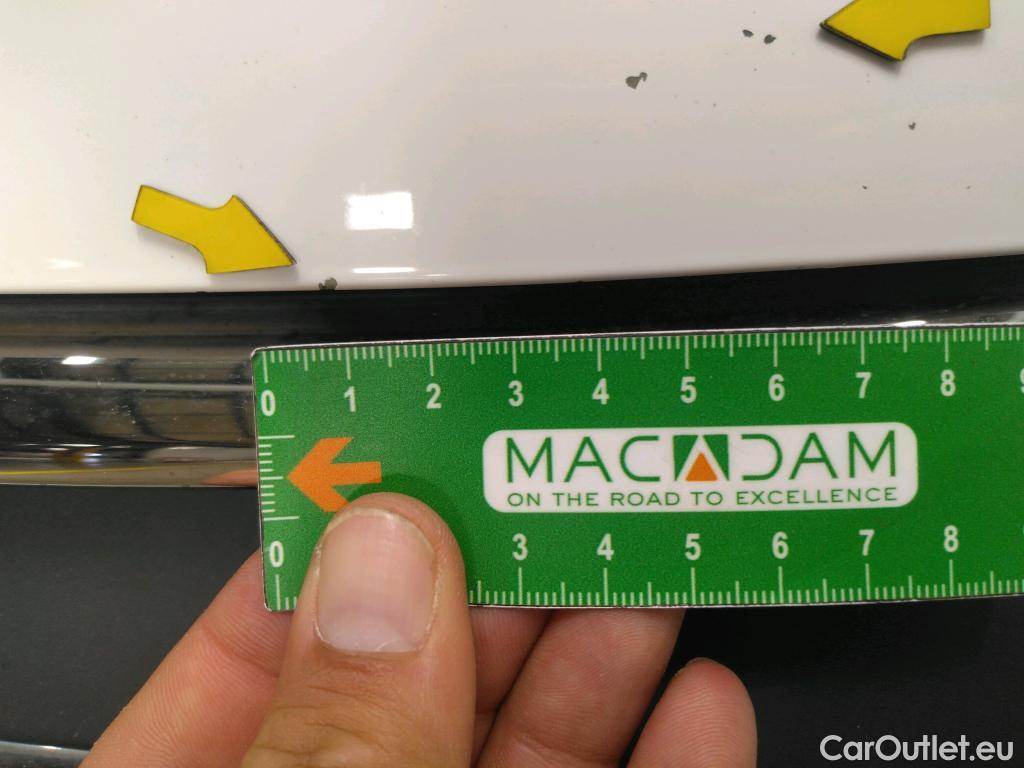 0 1 2 3 4 5 6 7 8 9
MACADAM
ON THE ROAD TO EXCELLENCE
0 3 4 5 6 7 8
CarOutlet.eu